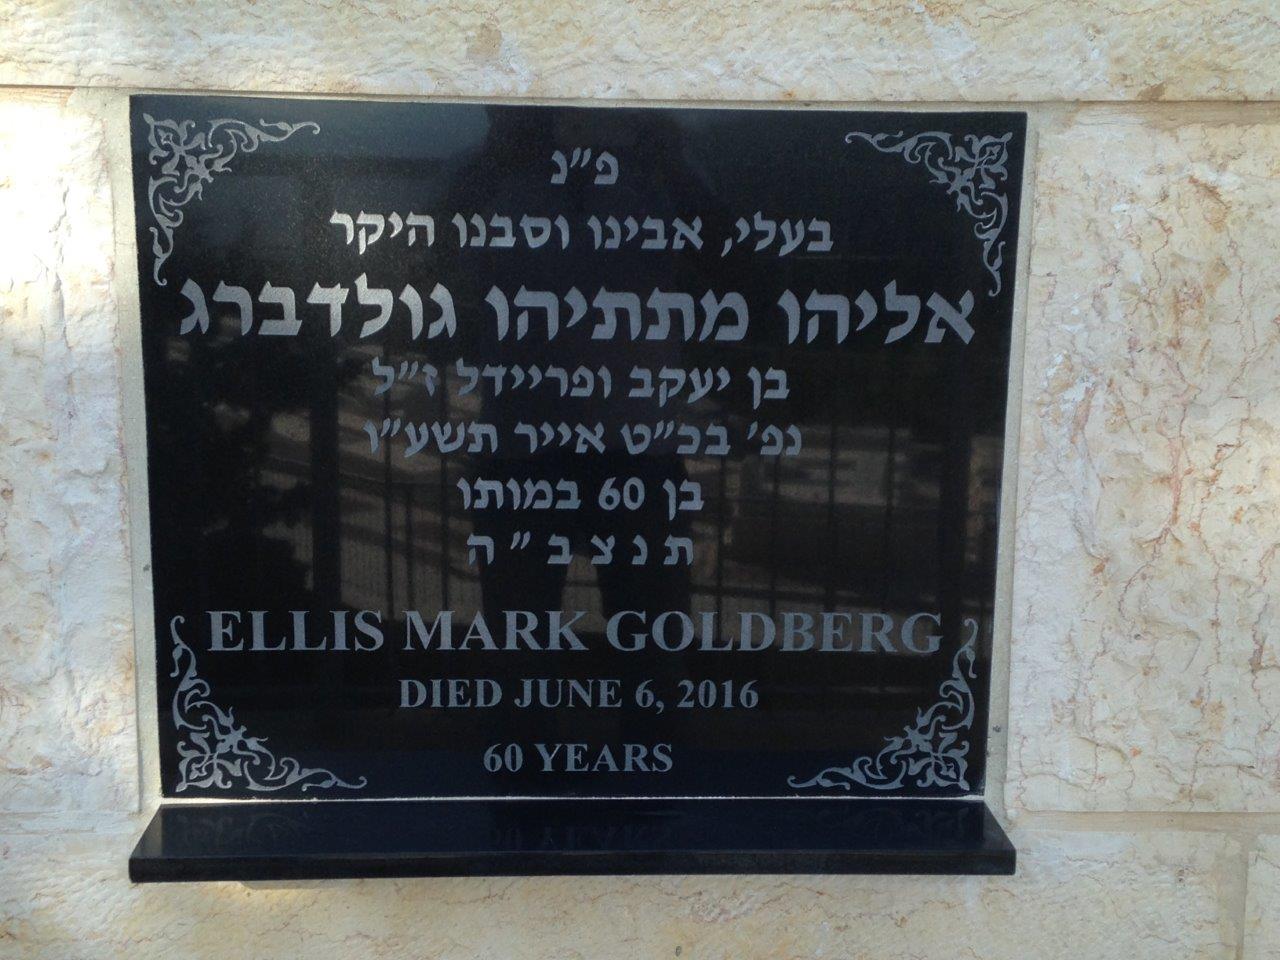 פ"נ
בעלי, אבינו וסבנו היקר
אליהו מתתיהו גולדברג
בן יעקב ופריידל ז"ל
נפ' בכ"ט אייר תשע"ו
בן 60 במותו
ת נ צ ב " ה
ELLIS MARK GOLDBERG
DIED JUNE 6, 2016
60 YEARS